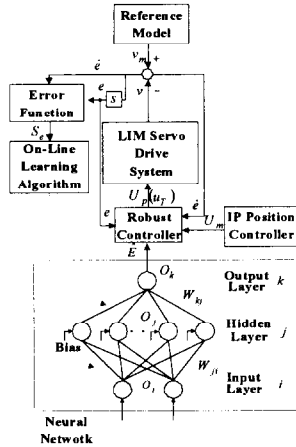 Reference
Model
v_m +
ė
e
s
v -
Error
Function
S_e
On-Line
Learning
Algorithm
LIM Servo
Drive
System
U_p(u_T)
e
ė
U_m
Robust
Controller
IP Position
Controller
Ė
O_k
Output
Layer k
W_kj
O_j
Hidden
Layer j
Bias
W_ji
O_i
Input
Layer i
Neural
Network